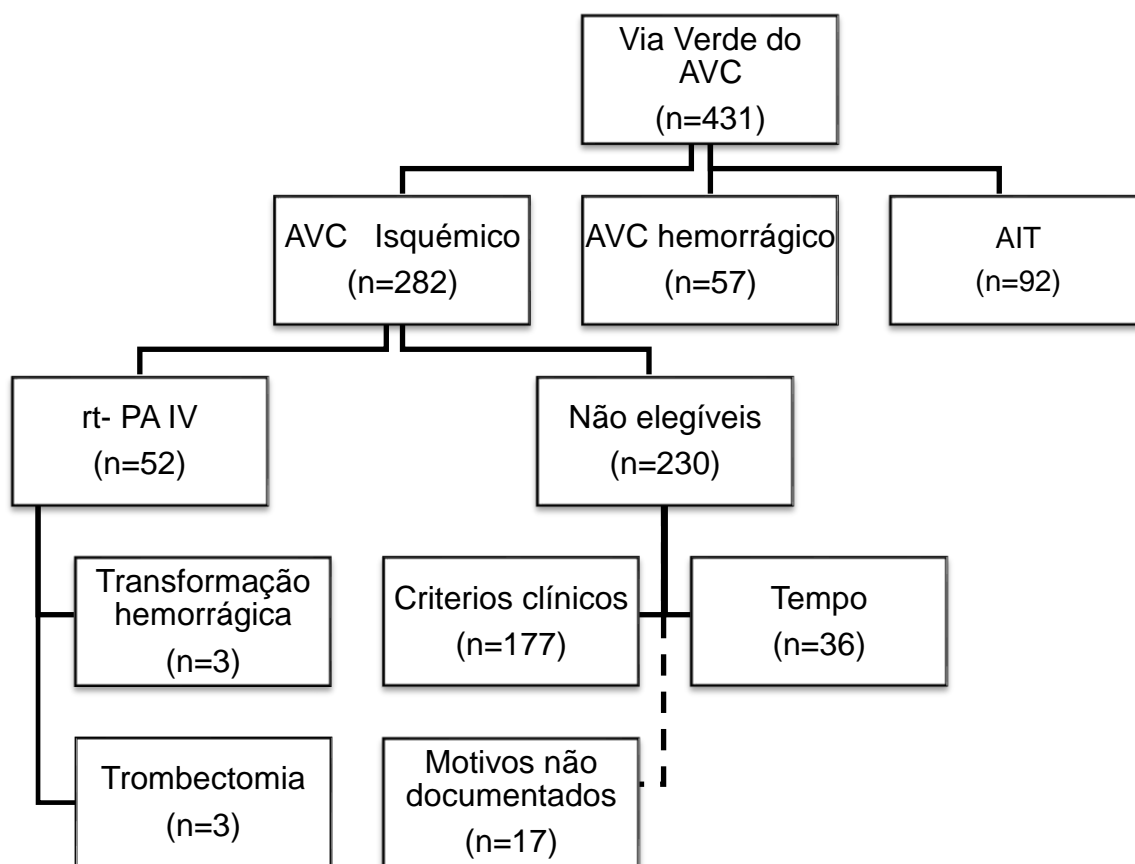 Via Verde do
AVC
(n=431)
AVC Isquémico
(n=282)
AVC hemorrágico
(n=57)
AIT
(n=92)
rt- PA IV
(n=52)
Não elegíveis
(n=230)
Transformação
hemorrágica
(n=3)
Criterios clínicos
(n=177)
Tempo
(n=36)
Trombectomia
(n=3)
Motivos não
documentados
(n=17)